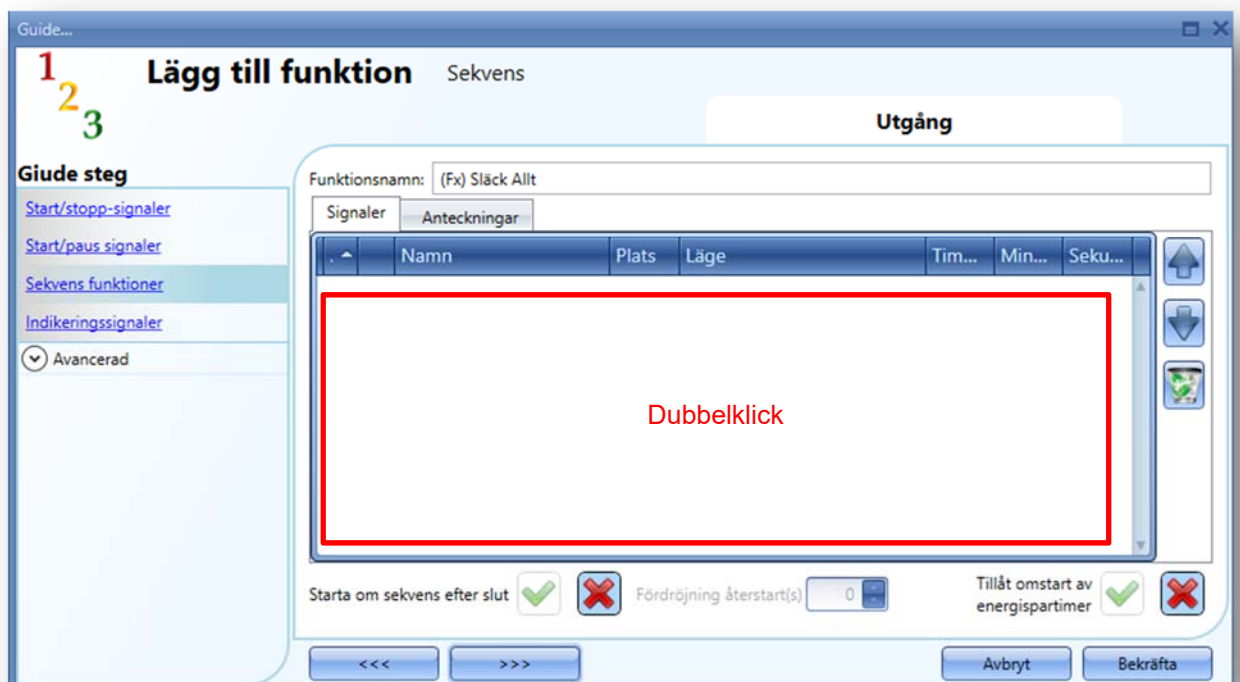 Guide...
1
2
3
Lägg till funktion
Sekvens
Utgång
Giude steg
Start/stopp-signaler
Start/paus signaler
Sekvens funktioner
Indikeringssignaler
Avancerad
Funktionsnamn: (Fx) Släck Allt
Signaler Anteckningar
. Namn Plats Läge Tim... Min... Seku...
Dubbelklick
Starta om sekvens efter slut
Fördröjning återstart(s) 0
Tillåt omstart av
energispartimer
<<< >>> Avbryt Bekräfta